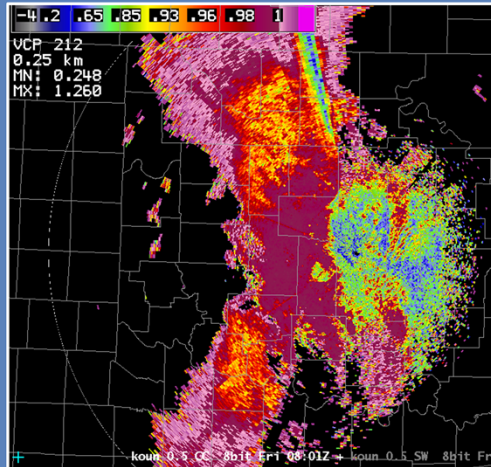 -4 .2 .65 .85 .93 .96 .98 1
VCP 212
0.25 km
MN: 0.248
MX: 1.260
koun 0.5 CC 8bit Fri 08:01Z + koun 0.5 SW 8bit Fri